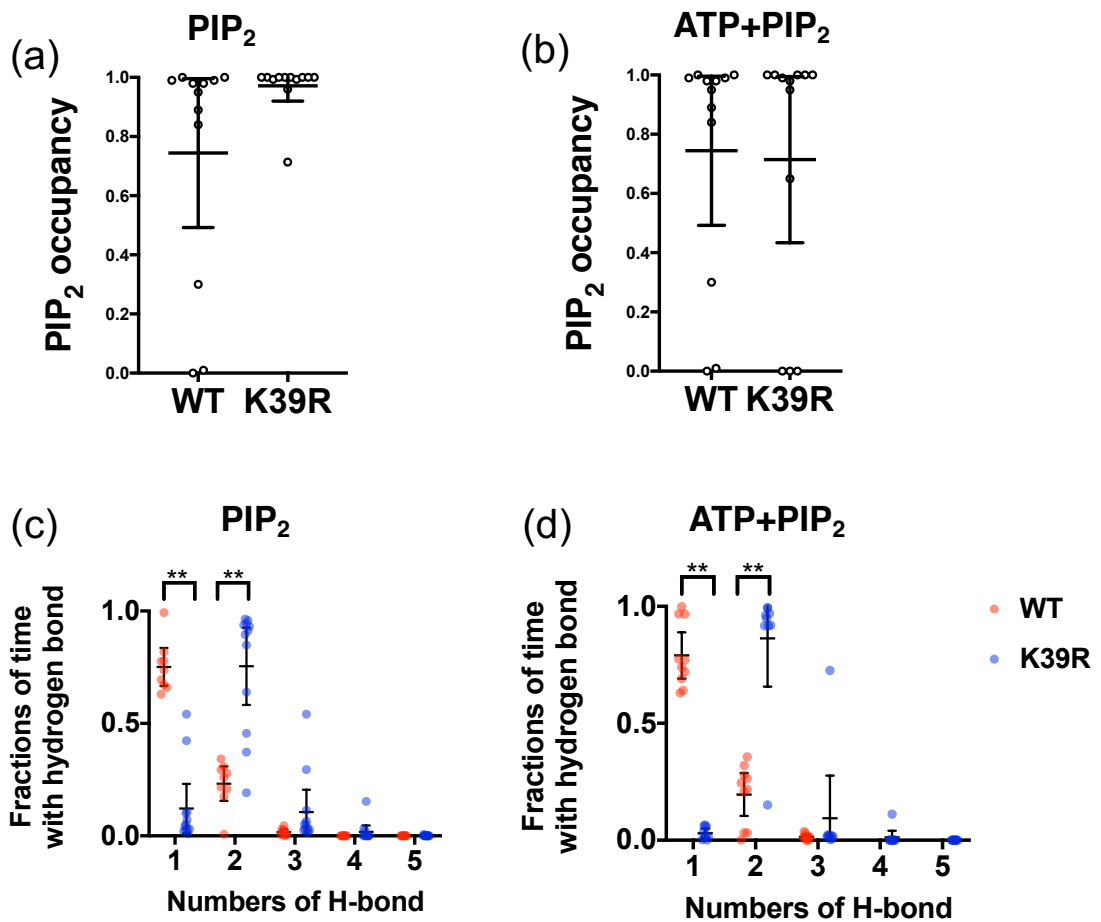 (a)
PIP₂
PIP₂ occupancy
1.0
0.8
0.6
0.4
0.2
0.0
WT K39R
(b)
ATP+PIP₂
PIP₂ occupancy
1.0
0.8
0.6
0.4
0.2
0.0
WT K39R
(c)
PIP₂
Fractions of time
with hydrogen bond
** **
1.0
0.5
0.0
1 2 3 4 5
Numbers of H-bond
(d)
ATP+PIP₂
Fractions of time
with hydrogen bond
** **
1.0
0.5
0.0
1 2 3 4 5
Numbers of H-bond
WT
K39R